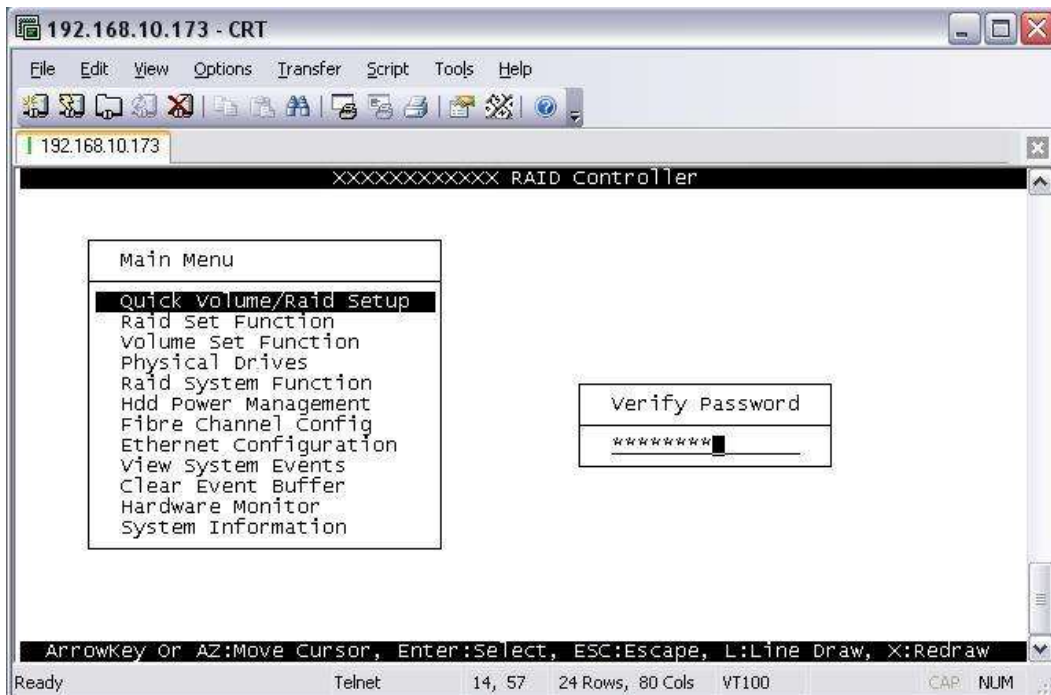 192.168.10.173 - CRT
File Edit View Options Transfer Script Tools Help
192.168.10.173
XXXXXXXXXXXX RAID Controller
Main Menu
Quick Volume/Raid Setup
Raid Set Function
Volume Set Function
Physical Drives
Raid System Function
Hdd Power Management
Fibre Channel Config
Ethernet Configuration
View System Events
Clear Event Buffer
Hardware Monitor
System Information
Verify Password
********
ArrowKey Or AZ:Move Cursor, Enter:Select, ESC:Escape, L:Line Draw, X:Redraw
Ready Telnet 14, 57 24 Rows, 80 Cols VT100 CAP NUM